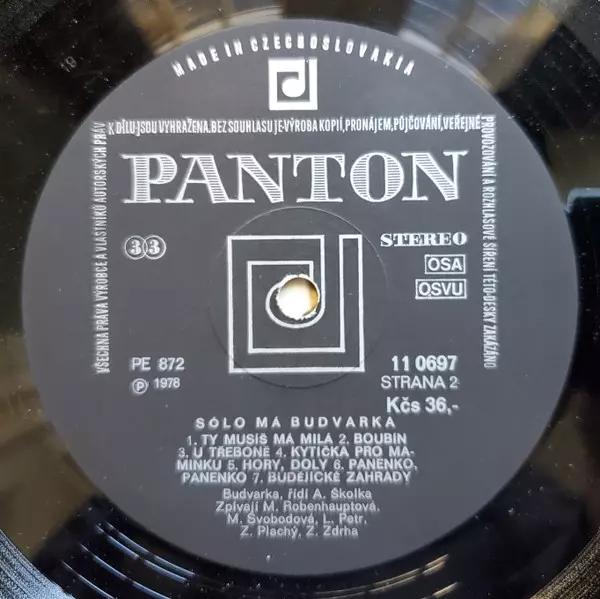 MADE IN CZECHOSLOVAKIA
VŠECHNA PRÁVA VÝROBCE A VLASTNÍKŮ AUTORSKÝCH PRÁV
K DÍLU JSOU VYHRAŽENA. BEZ SOUHLASU JE VÝROBA KOPIÍ, PRONÁJEM, PŮJČOVÁNÍ, VEŘEJNÉ
PROVOZOVÁNÍ A ROZHLASOVÉ ŠÍŘENÍ TÉTO DESKY ZAKÁZÁNO
PANTON
33
STEREO
OSA
OSVU
PE 872
11 0697
Ⓟ 1978
STRANA 2
Kčs 36,-
SÓLO MÁ BUDVARKA
1. TY MUSÍŠ MÁ MILÁ 2. BOUBÍN
3. U TŘEBONĚ 4. KYTIČKA PRO MA-
MINKU 5. HORY, DOLY 6. PANENKO,
PANENKO 7. BUDĚJICKÉ ZAHRADY
Budvarka, řídí A. Školka
Zpívají M. Robenhauptová,
M. Svobodová, L. Petr,
Z. Plachý, Z. Zdrha